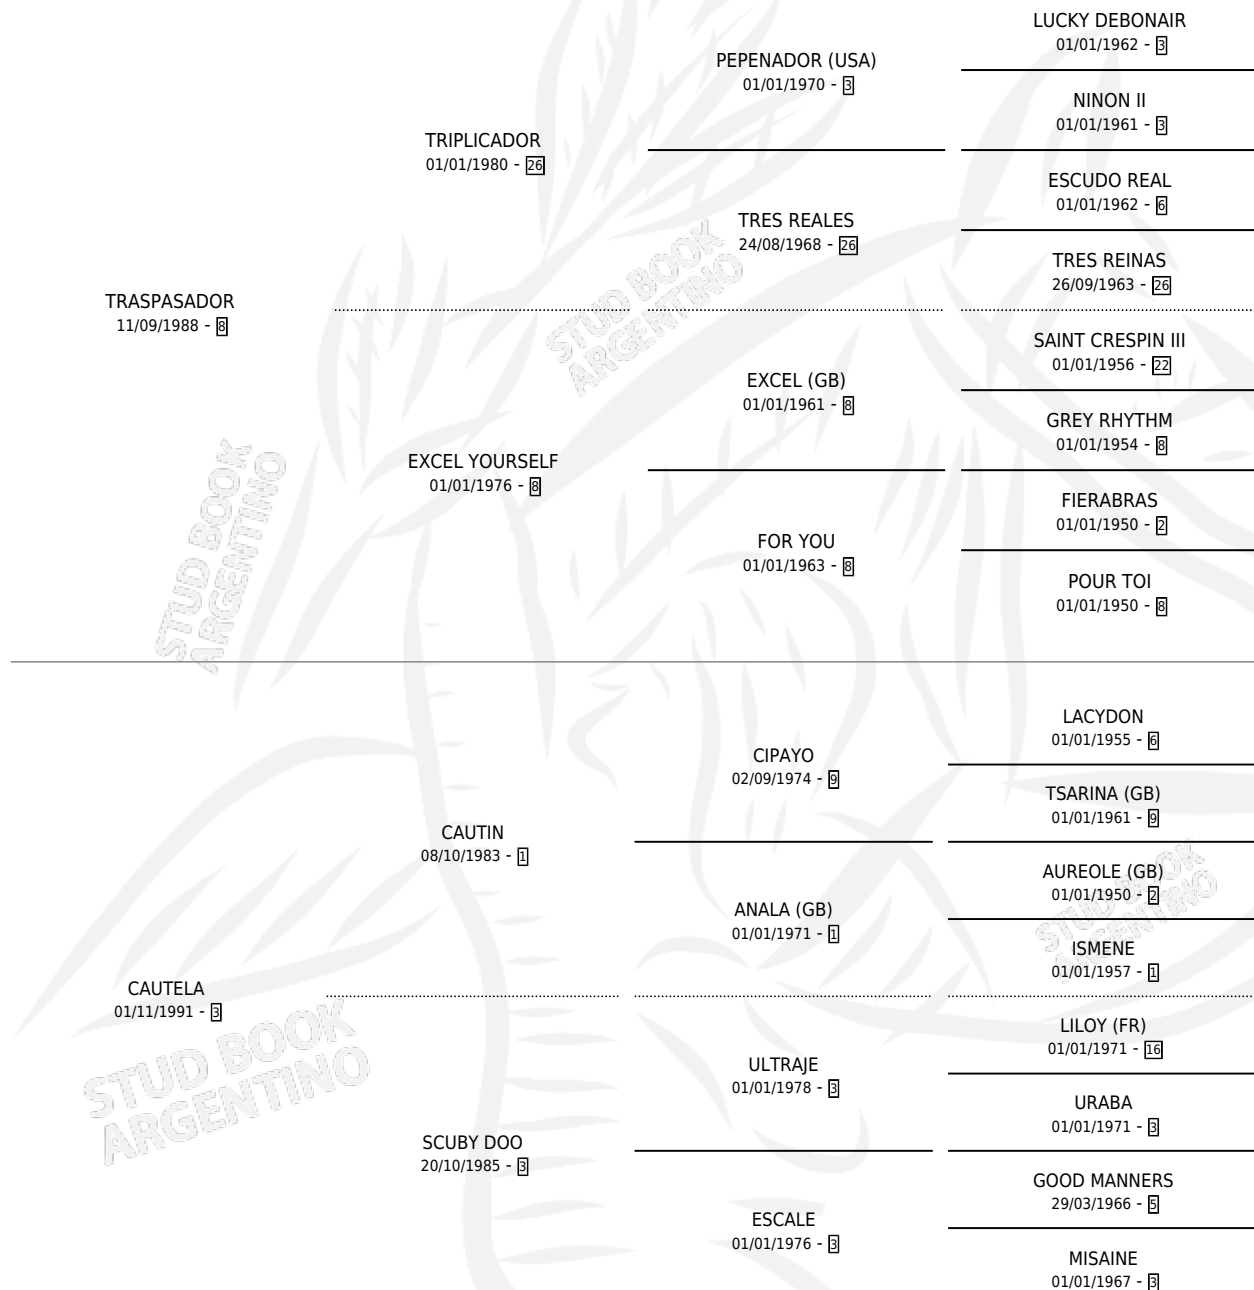 LUCKY DEBONAIR
01/01/1962 - 3
PEPENADOR (USA)
01/01/1970 - 3
NINON II
01/01/1961 - 3
TRIPLICADOR
01/01/1980 - 26
ESCUDO REAL
01/01/1962 - 6
TRES REALES
24/08/1968 - 26
TRES REINAS
26/09/1963 - 26
TRASPASADOR
11/09/1988 - 8
SAINT CRESPIN III
01/01/1956 - 22
EXCEL (GB)
01/01/1961 - 8
GREY RHYTHM
01/01/1954 - 8
EXCEL YOURSELF
01/01/1976 - 8
FIERABRAS
01/01/1950 - 2
FOR YOU
01/01/1963 - 8
POUR TOI
01/01/1950 - 8
LACYDON
01/01/1955 - 6
CIPAYO
02/09/1974 - 9
TSARINA (GB)
01/01/1961 - 9
CAUTIN
08/10/1983 - 1
AUREOLE (GB)
01/01/1950 - 2
ANALA (GB)
01/01/1971 - 1
ISMENE
01/01/1957 - 1
CAUTELA
01/11/1991 - 3
LILOY (FR)
01/01/1971 - 16
ULTRAJE
01/01/1978 - 3
URABA
01/01/1971 - 3
SCUBY DOO
20/10/1985 - 3
GOOD MANNERS
29/03/1966 - 5
ESCALE
01/01/1976 - 3
MISAINE
01/01/1967 - 3
STUD BOOK
ARGENTINO
STUD BOOK
ARGENTINO
STUD BOOK
ARGENTINO
STUD BOOK
ARGENTINO